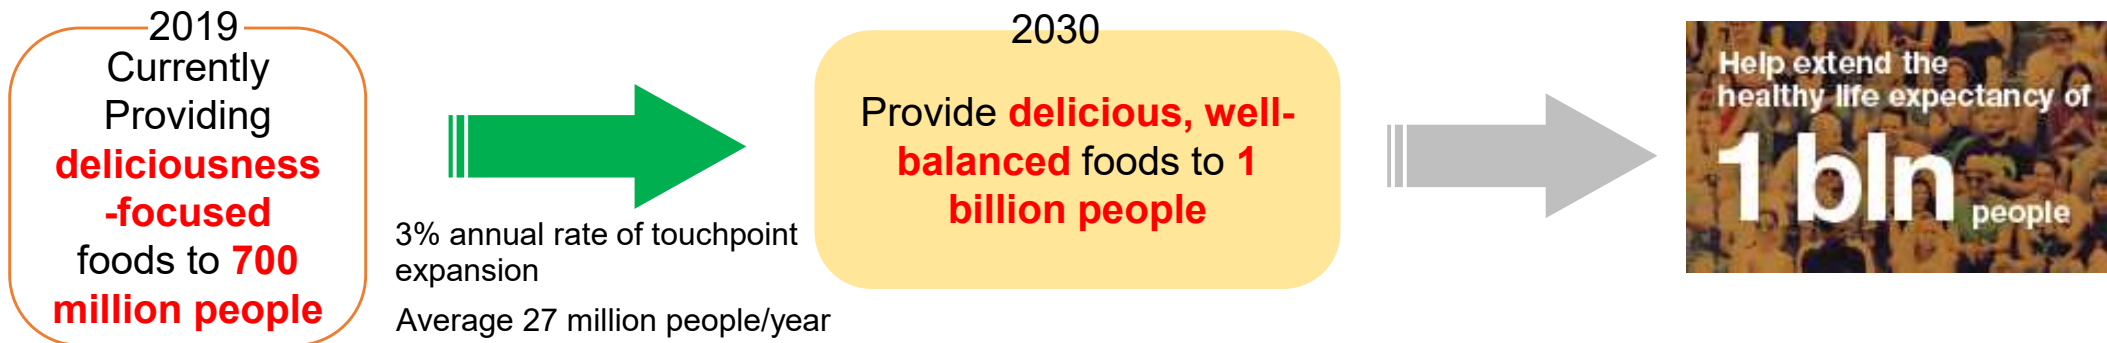 2019
Currently
Providing
deliciousness
-focused
foods to 700
million people
3% annual rate of touchpoint
expansion
Average 27 million people/year
2030
Provide delicious, well-
balanced foods to 1
billion people
Help extend the
healthy life expectancy of
1 bln people